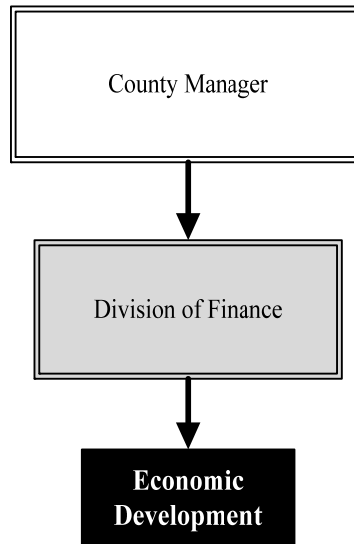 County Manager
Division of Finance
Economic
Development